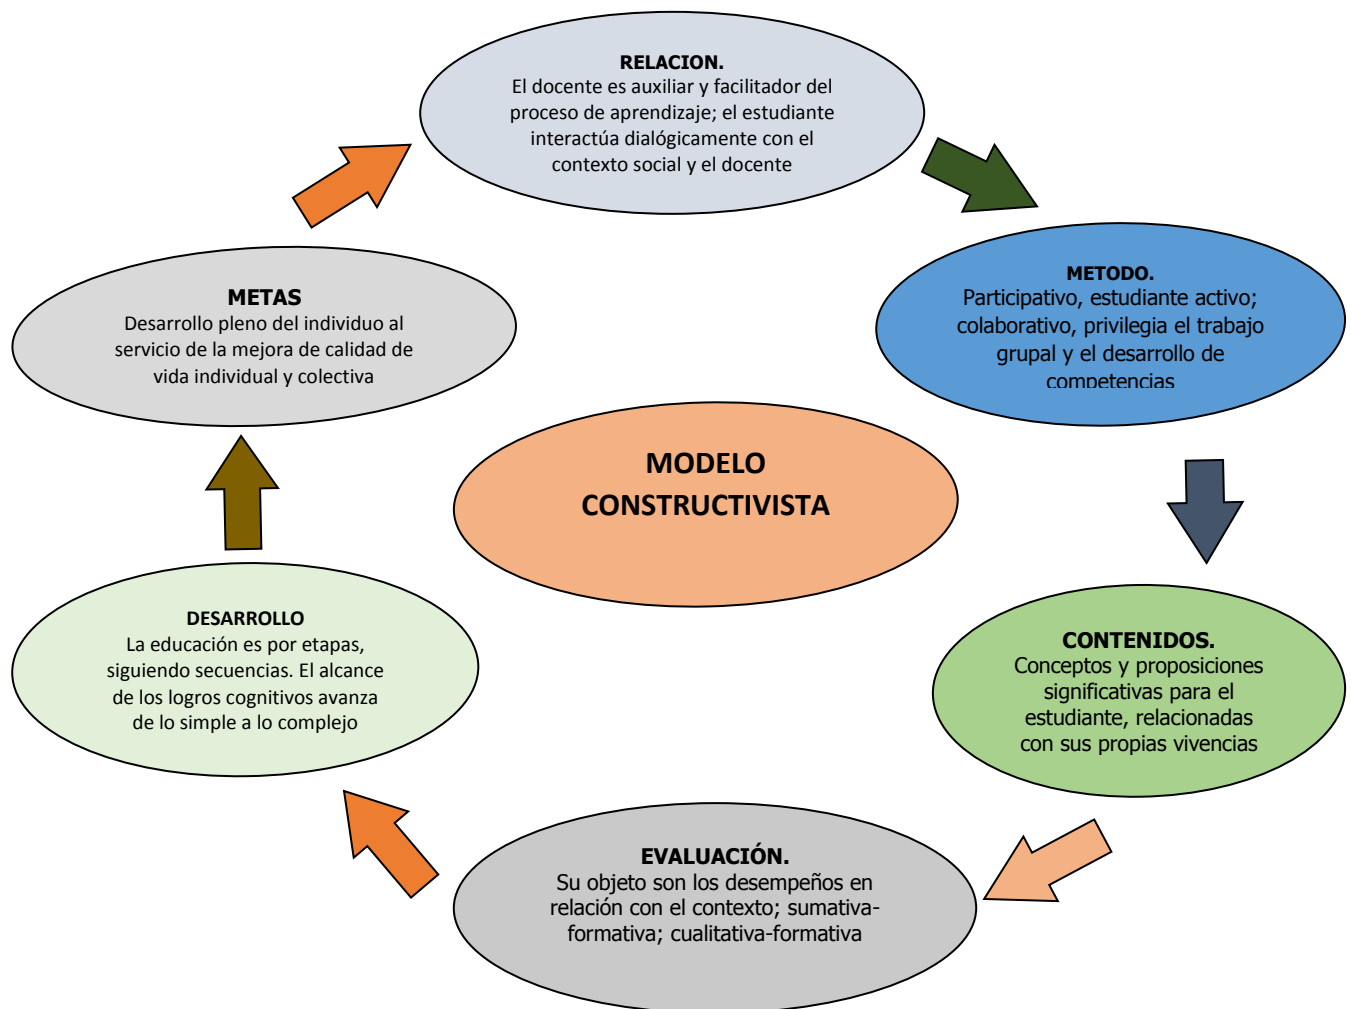 RELACION.
El docente es auxiliar y facilitador del
proceso de aprendizaje; el estudiante
interactúa dialógicamente con el
contexto social y el docente
METODO.
Participativo, estudiante activo;
colaborativo, privilegia el trabajo
grupal y el desarrollo de
competencias
CONTENIDOS.
Conceptos y proposiciones
significativas para el
estudiante, relacionadas
con sus propias vivencias
EVALUACIÓN.
Su objeto son los desempeños en
relación con el contexto; sumativa-
formativa; cualitativa-formativa
DESARROLLO
La educación es por etapas,
siguiendo secuencias. El alcance
de los logros cognitivos avanza
de lo simple a lo complejo
METAS
Desarrollo pleno del individuo al
servicio de la mejora de calidad de
vida individual y colectiva
MODELO
CONSTRUCTIVISTA